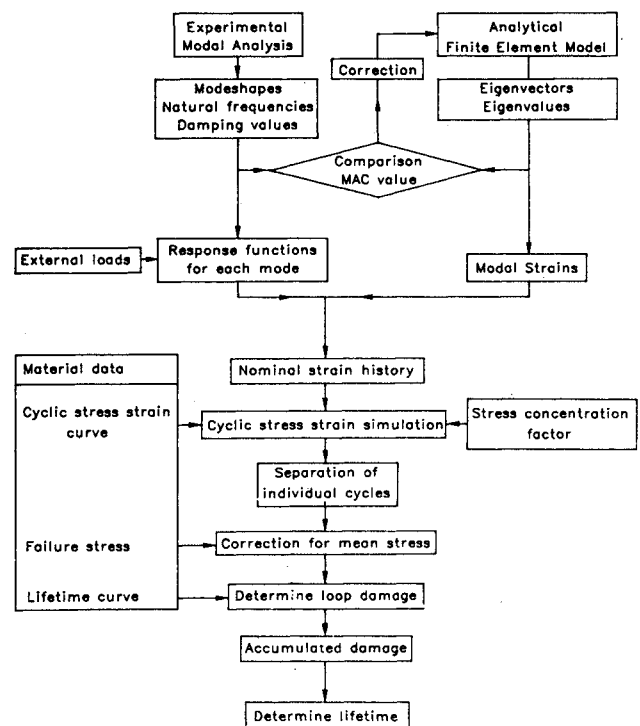 Experimental
Modal Analysis
Analytical
Finite Element Model
Correction
Modeshapes
Natural frequencies
Damping values
Eigenvectors
Eigenvalues
Comparison
MAC value
External loads
Response functions
for each mode
Modal Strains
Material data
Nominal strain history
Cyclic stress strain
curve
Cyclic stress strain simulation
Stress concentration
factor
Separation of
individual cycles
Failure stress
Correction for mean stress
Lifetime curve
Determine loop damage
Accumulated damage
Determine lifetime